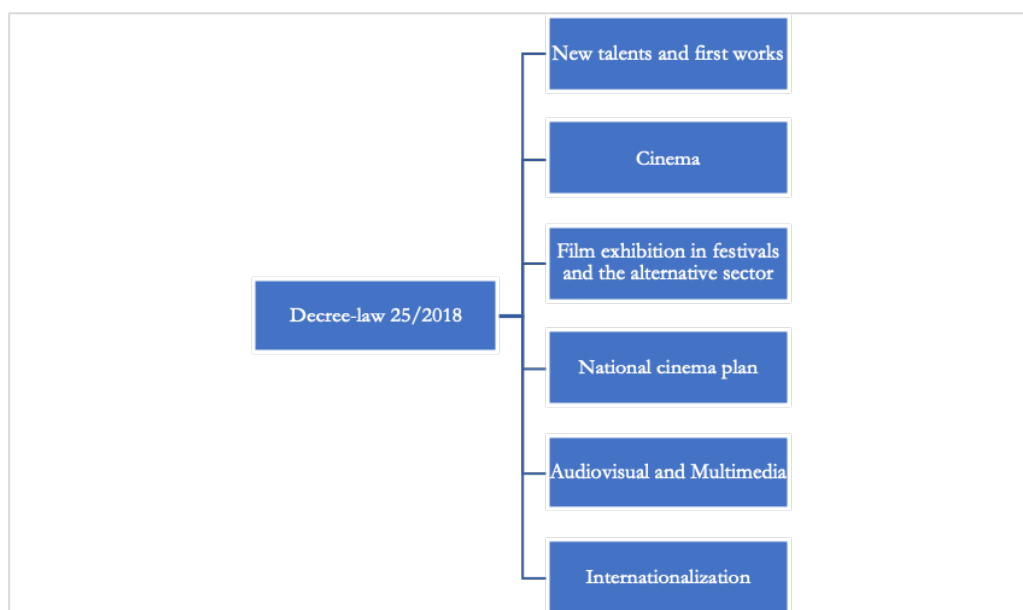 New talents and first works
Cinema
Film exhibition in festivals
and the alternative sector
Decree-law 25/2018
National cinema plan
Audiovisual and Multimedia
Internationalization